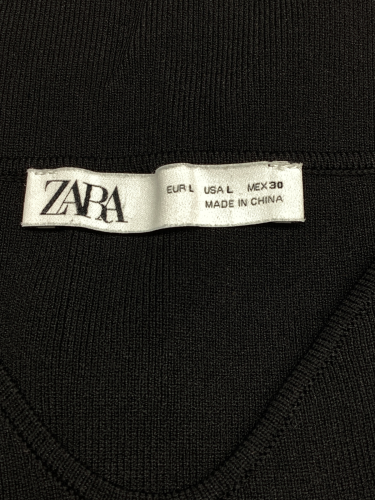 ZARA
EUR L USA L MEX 30
MADE IN CHINA